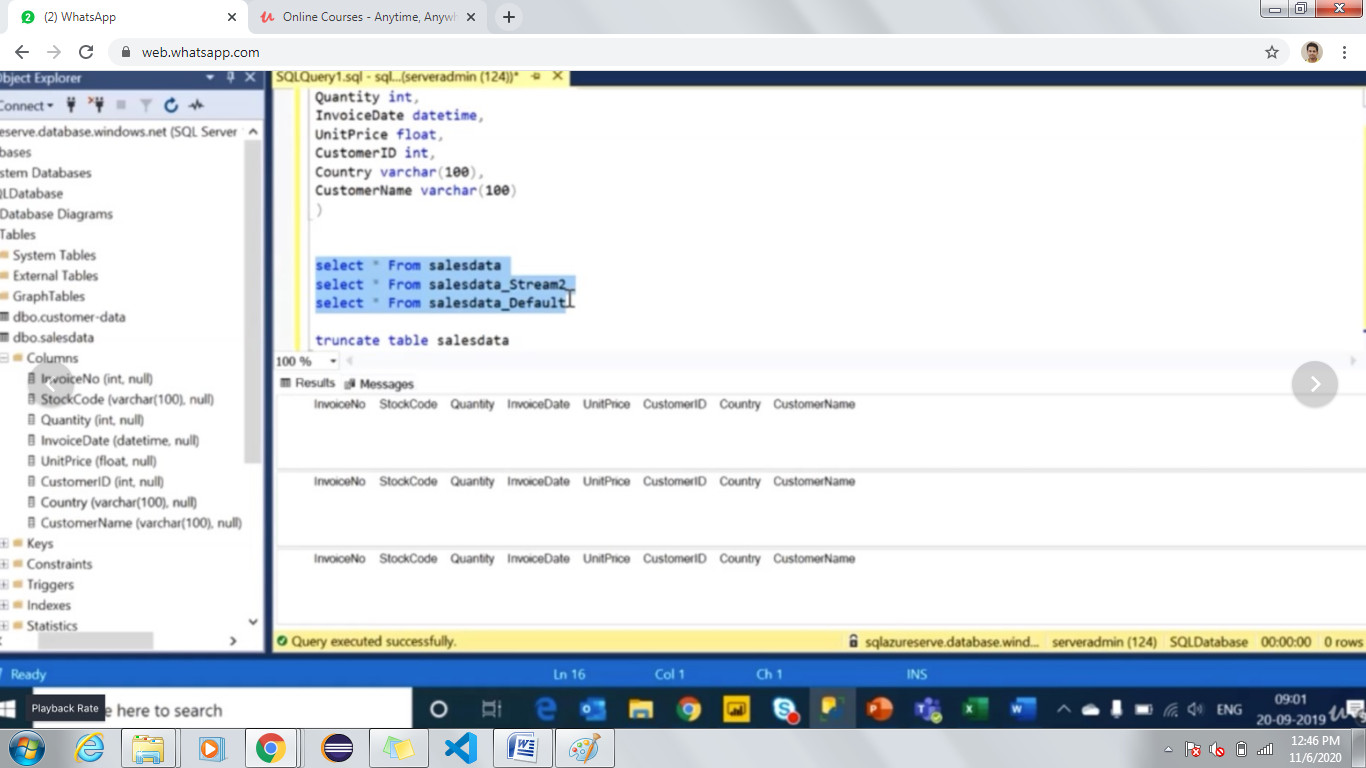 (2) WhatsApp
Online Courses - Anytime, Anywh
web.whatsapp.com
bject Explorer
SQLQuery1.sql - sql...(serveradmin (124))*
onnect
eserve.database.windows.net (SQL Server
bases
stem Databases
QLDatabase
Database Diagrams
Tables
System Tables
External Tables
GraphTables
dbo.customer-data
dbo.salesdata
Columns
InvoiceNo (int, null)
StockCode (varchar(100), null)
Quantity (int, null)
InvoiceDate (datetime, null)
UnitPrice (float, null)
CustomerID (int, null)
Country (varchar(100), null)
CustomerName (varchar(100), null)
Keys
Constraints
Triggers
Indexes
Statistics
Quantity int,
InvoiceDate datetime,
UnitPrice float,
CustomerID int,
Country varchar(100),
CustomerName varchar(100)
)
select * From salesdata
select * From salesdata_Stream2
select * From salesdata_Default
truncate table salesdata
100 %
Results Messages
InvoiceNo StockCode Quantity InvoiceDate UnitPrice CustomerID Country CustomerName
InvoiceNo StockCode Quantity InvoiceDate UnitPrice CustomerID Country CustomerName
InvoiceNo StockCode Quantity InvoiceDate UnitPrice CustomerID Country CustomerName
Query executed successfully. sqlazureserve.database.wind... serveradmin (124) SQLDatabase 00:00:00 0 rows
Ready Ln 16 Col 1 Ch 1 INS
Playback Rate
e here to search
ENG
09:01
20-09-2019
12:46 PM
11/6/2020